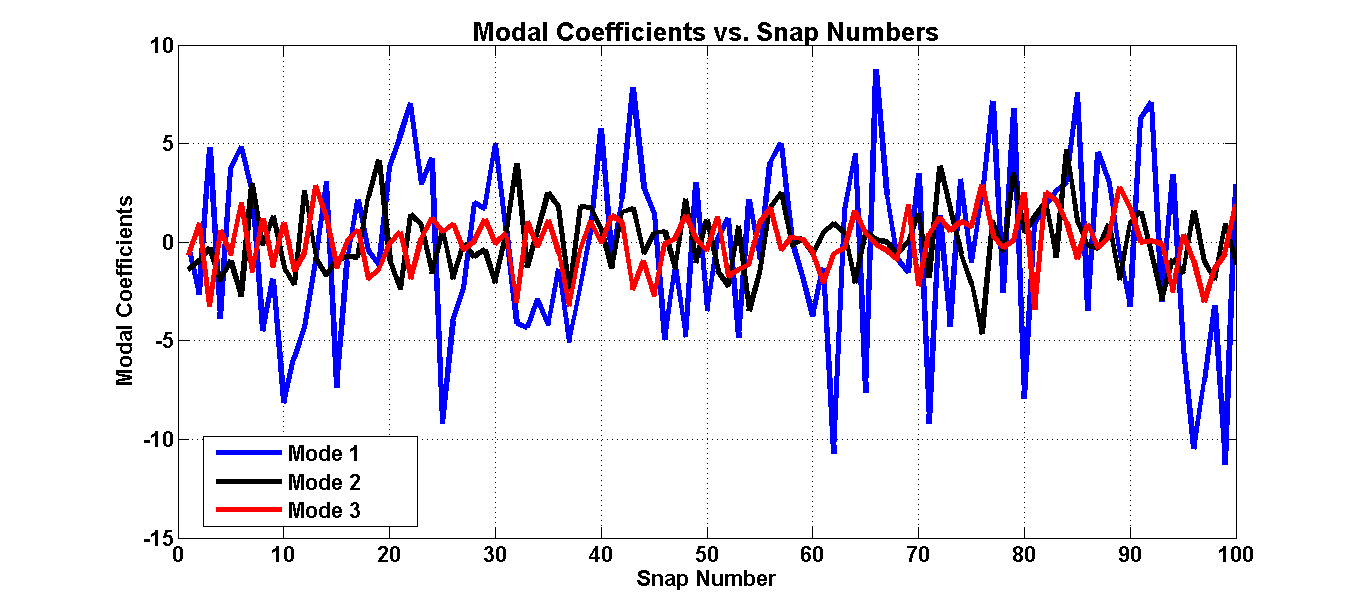 Modal Coefficients vs. Snap Numbers
10
5
0
-5
-10
-15
Modal Coefficients
Mode 1
Mode 2
Mode 3
0 10 20 30 40 50 60 70 80 90 100
Snap Number